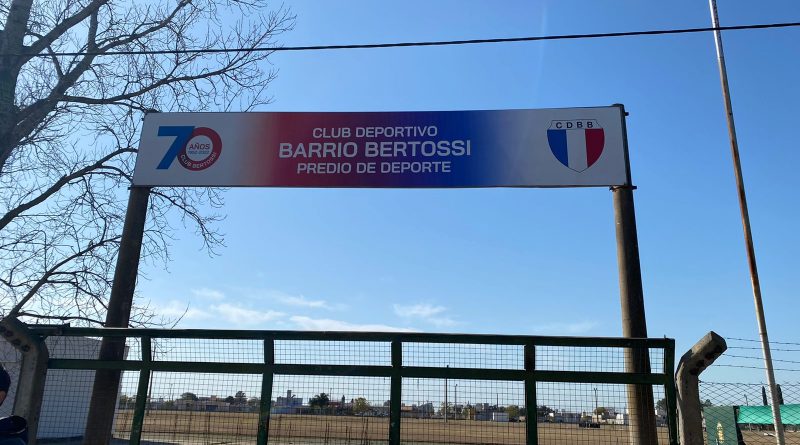 70
AÑOS
CLUB BERTOSSI
CLUB DEPORTIVO
BARRIO BERTOSSI
PREDIO DE DEPORTE
CDBB